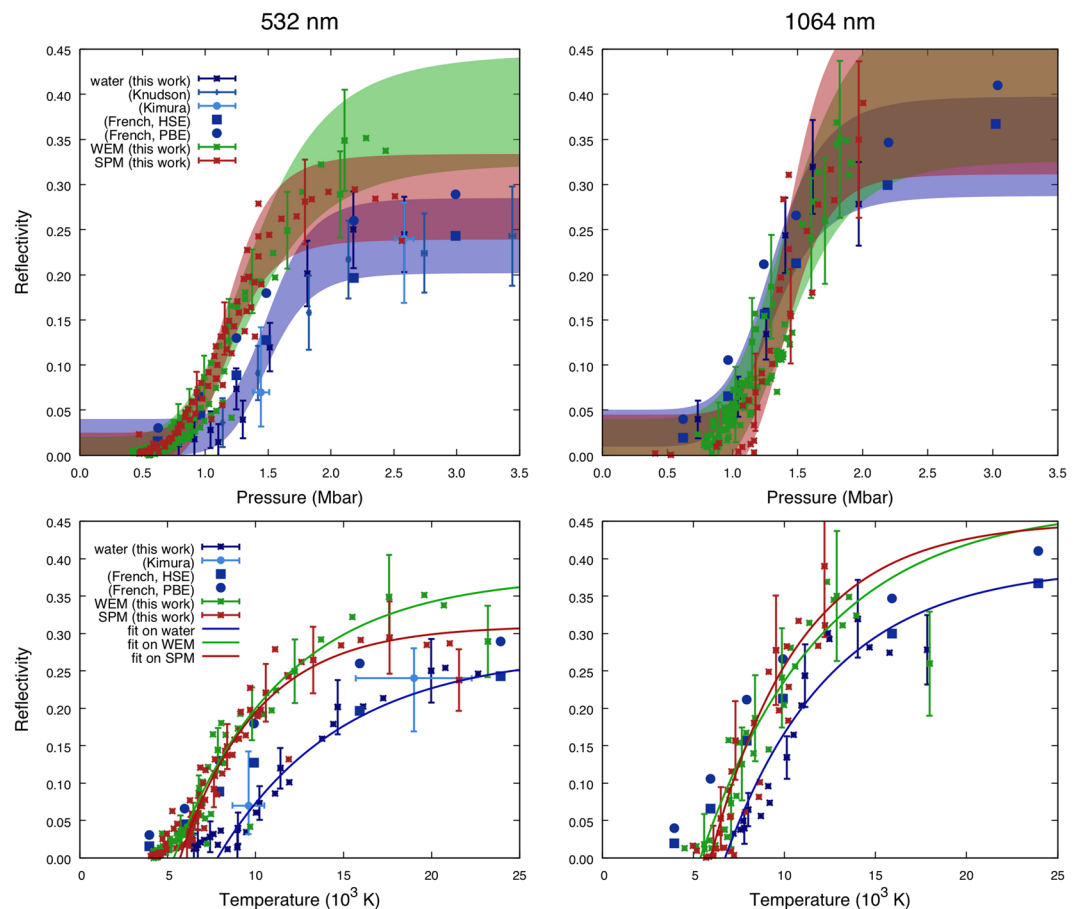 532 nm
1064 nm
0.45
0.40
0.35
0.30
0.25
0.20
0.15
0.10
0.05
0.00
Reflectivity
water (this work)
(Knudson)
(Kimura)
(French, HSE)
(French, PBE)
WEM (this work)
SPM (this work)
0.0 0.5 1.0 1.5 2.0 2.5 3.0 3.5
Pressure (Mbar)
0.45
0.40
0.35
0.30
0.25
0.20
0.15
0.10
0.05
0.00
0.0 0.5 1.0 1.5 2.0 2.5 3.0 3.5
Pressure (Mbar)
0.45
0.40
0.35
0.30
0.25
0.20
0.15
0.10
0.05
0.00
Reflectivity
water (this work)
(Kimura)
(French, HSE)
(French, PBE)
WEM (this work)
SPM (this work)
fit on water
fit on WEM
fit on SPM
0 5 10 15 20 25
Temperature (10³ K)
0.45
0.40
0.35
0.30
0.25
0.20
0.15
0.10
0.05
0.00
0 5 10 15 20 25
Temperature (10³ K)